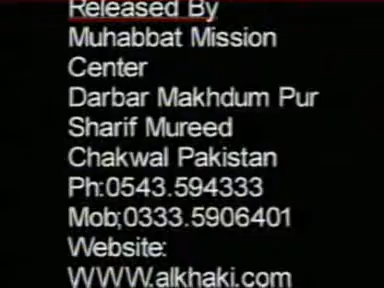 Released By
Muhabbat Mission
Center
Darbar Makhdum Pur
Sharif Mureed
Chakwal Pakistan
Ph:0543.594333
Mob;0333.5906401
Website:
WWW.alkhaki.com